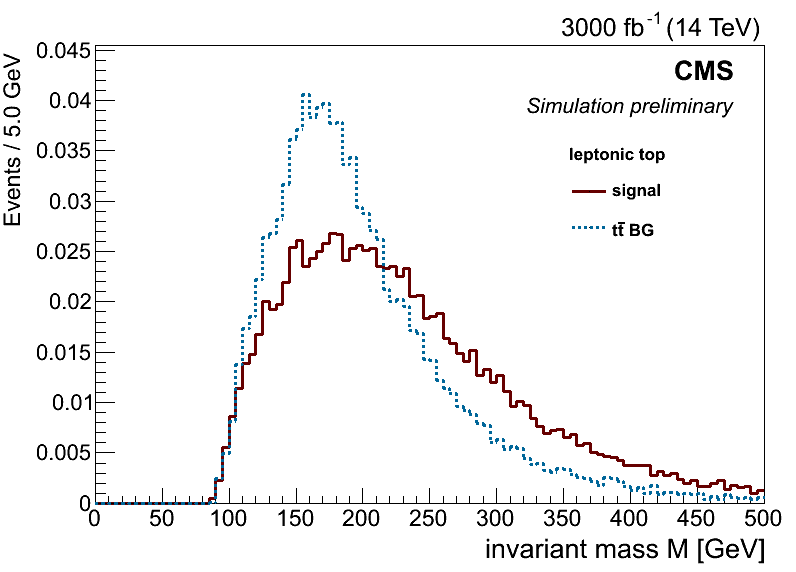 3000 fb⁻¹ (14 TeV)
CMS
Simulation preliminary
leptonic top
signal
tt̄ BG
Events / 5.0 GeV
0.045
0.04
0.035
0.03
0.025
0.02
0.015
0.01
0.005
0
0 50 100 150 200 250 300 350 400 450 500
invariant mass M [GeV]